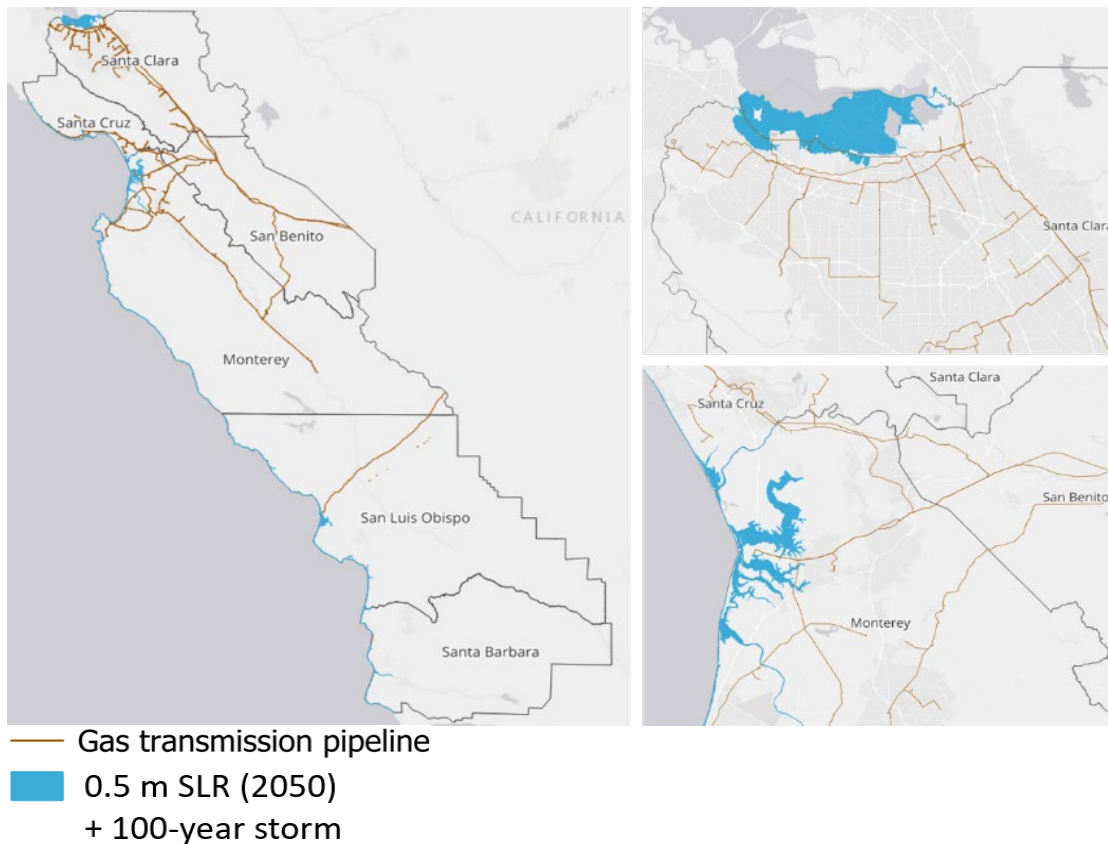 Santa Clara
Santa Cruz
CALIFORNIA
San Benito
Monterey
San Luis Obispo
Santa Barbara
Santa Clara
Santa Clara
Santa Cruz
San Benito
Monterey
Gas transmission pipeline
0.5 m SLR (2050)
+ 100-year storm